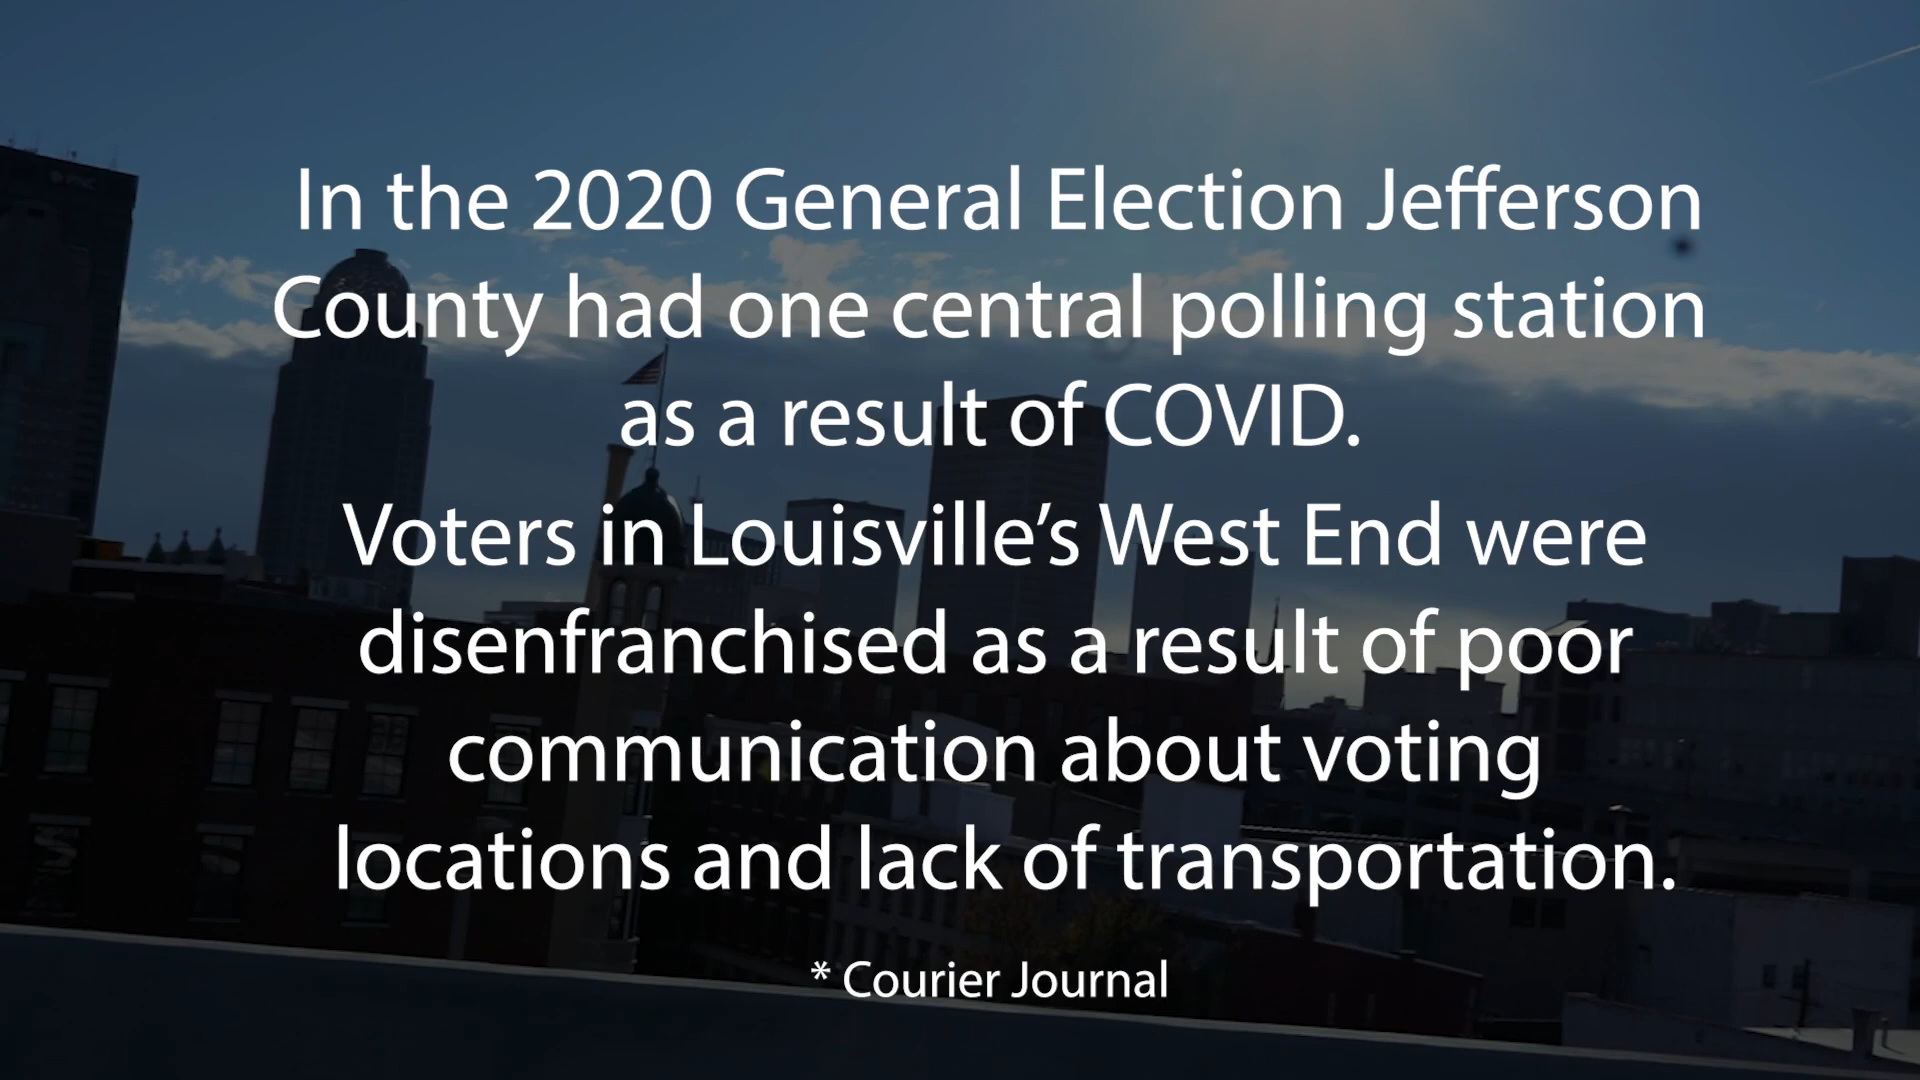 In the 2020 General Election Jefferson
County had one central polling station
as a result of COVID.
Voters in Louisville’s West End were
disenfranchised as a result of poor
communication about voting
locations and lack of transportation.
* Courier Journal